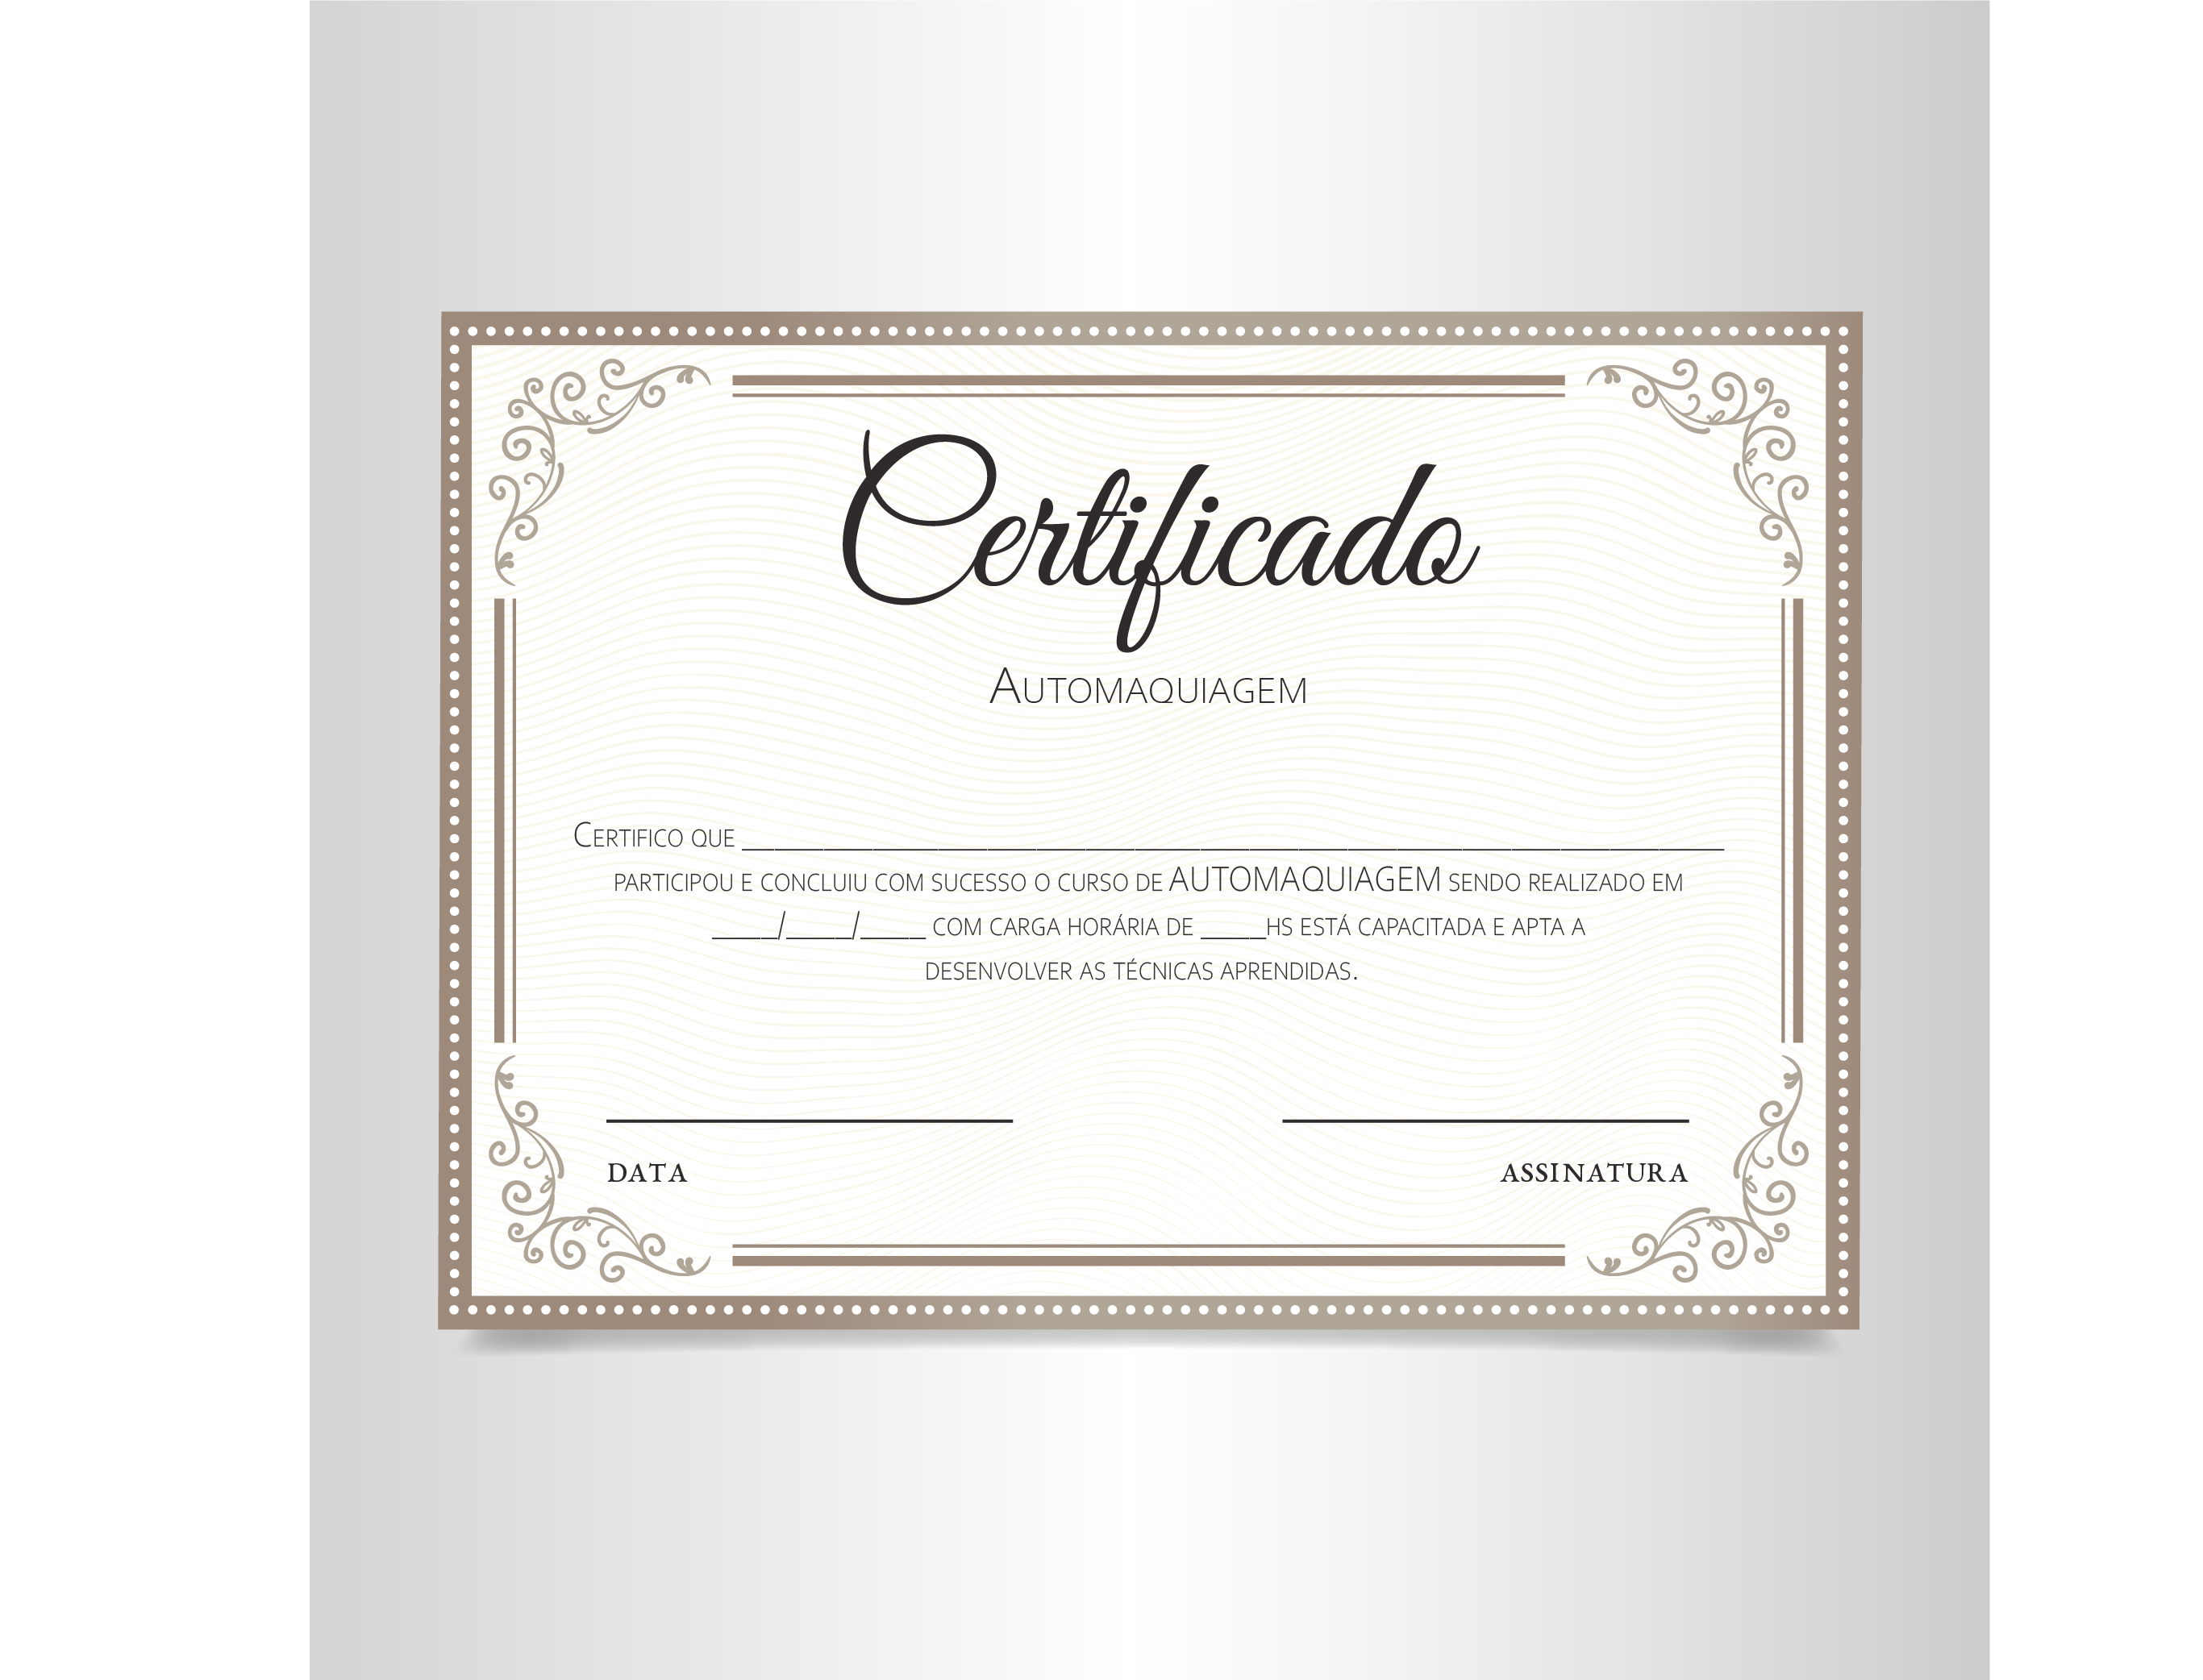 Certificado
Automaquiagem
Certifico que ____________________________________________________________
participou e concluiu com sucesso o curso de AUTOMAQUIAGEM sendo realizado em
____/____/____ com carga horária de ____hs está capacitada e apta a
desenvolver as técnicas aprendidas.
DATA ASSINATURA